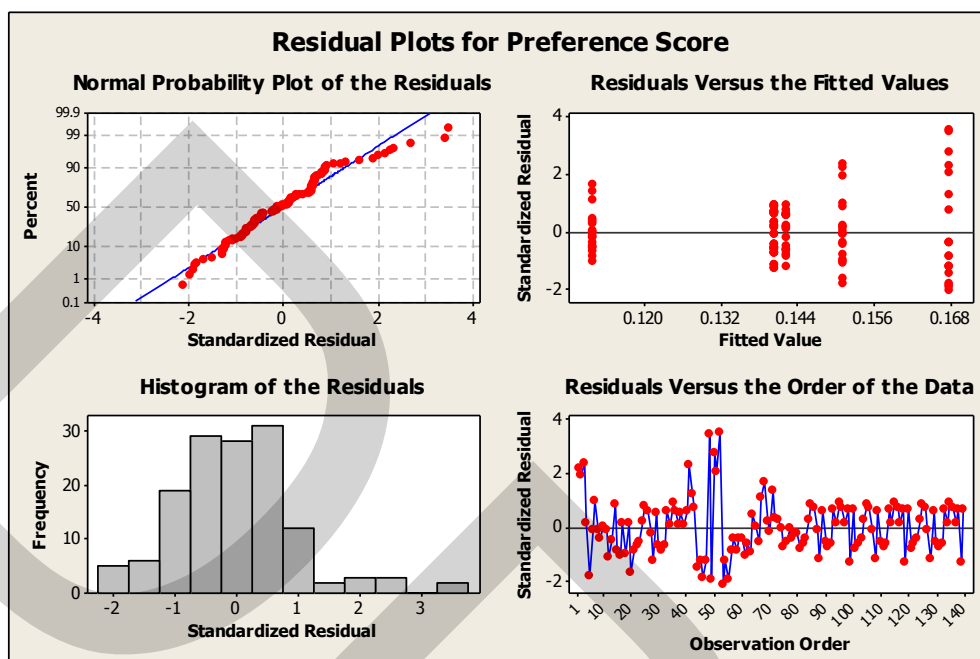 Residual Plots for Preference Score
Normal Probability Plot of the Residuals
99.9
99
90
50
10
1
0.1
Percent
-4 -2 0 2 4
Standardized Residual
Residuals Versus the Fitted Values
4
2
0
-2
Standardized Residual
0.120 0.132 0.144 0.156 0.168
Fitted Value
Histogram of the Residuals
30
20
10
0
Frequency
-2 -1 0 1 2 3
Standardized Residual
Residuals Versus the Order of the Data
4
2
0
-2
Standardized Residual
1 10 20 30 40 50 60 70 80 90 100 110 120 130 140
Observation Order